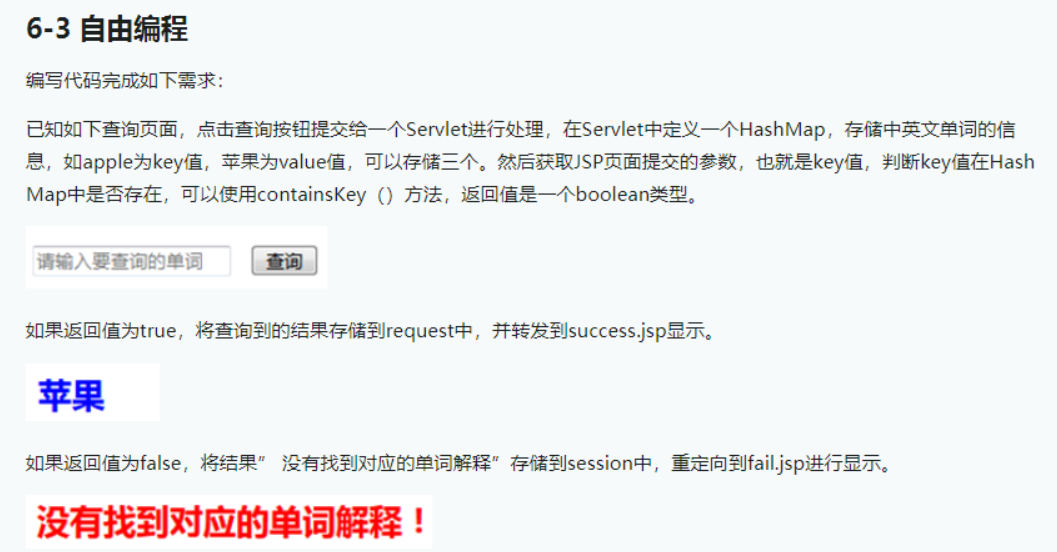 6-3 自由编程
编写代码完成如下需求：
已知如下查询页面，点击查询按钮提交给一个Servlet进行处理，在Servlet中定义一个HashMap，存储中英文单词的信
息，如apple为key值，苹果为value值，可以存储三个。然后获取JSP页面提交的参数，也就是key值，判断key值在Hash
Map中是否存在，可以使用containsKey（）方法，返回值是一个boolean类型。
请输入要查询的单词 查询
如果返回值为true，将查询到的结果存储到request中，并转发到success.jsp显示。
苹果
如果返回值为false，将结果” 没有找到对应的单词解释”存储到session中，重定向到fail.jsp进行显示。
没有找到对应的单词解释！